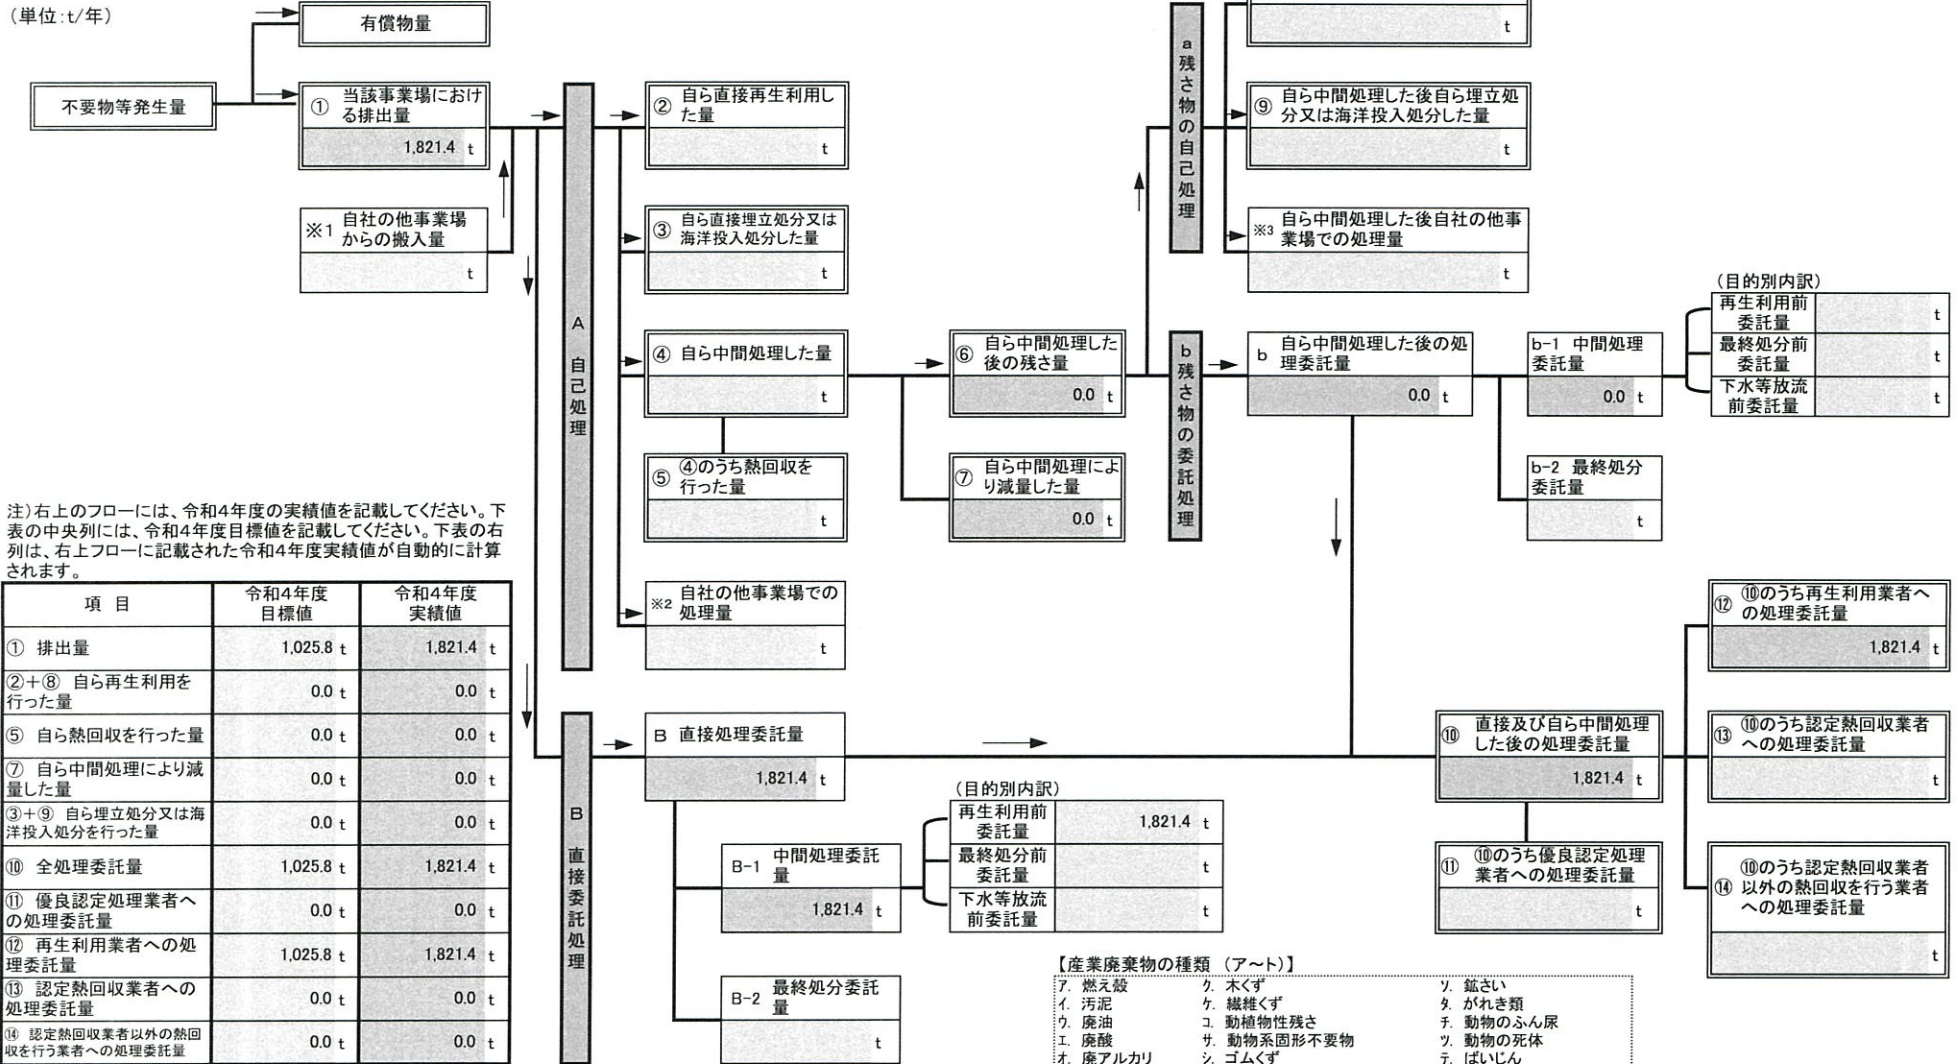 (単位:t/年)
有償物量
不要物等発生量
① 当該事業場におけ
る排出量
1,821.4 t
※1 自社の他事業場
からの搬入量
t
A 自己処理
② 自ら直接再生利用し
た量
t
③ 自ら直接埋立処分又は
海洋投入処分した量
t
④ 自ら中間処理した量
t
⑤ ④のうち熱回収を
行った量
t
※2 自社の他事業場での
処理量
t
⑥ 自ら中間処理した
後の残さ量
0.0 t
⑦ 自ら中間処理によ
り減量した量
0.0 t
a 残さ物の自己処理
t
⑨ 自ら中間処理した後自ら埋立処
分又は海洋投入処分した量
t
※3 自ら中間処理した後自社の他事
業場での処理量
t
b 残さ物の委託処理
b 自ら中間処理した後の処
理委託量
0.0 t
b-1 中間処理
委託量
0.0 t
(目的別内訳)
再生利用前
委託量 t
最終処分前
委託量 t
下水等放流
前委託量 t
b-2 最終処分
委託量
t
注)右上のフローには、令和4年度の実績値を記載してください。下
表の中央列には、令和4年度目標値を記載してください。下表の右
列は、右上フローに記載された令和4年度実績値が自動的に計算
されます。
項 目 令和4年度
目標値 令和4年度
実績値
① 排出量 1,025.8 t 1,821.4 t
②+⑧ 自ら再生利用を
行った量 0.0 t 0.0 t
⑤ 自ら熱回収を行った量 0.0 t 0.0 t
⑦ 自ら中間処理により減
量した量 0.0 t 0.0 t
③+⑨ 自ら埋立処分又は海
洋投入処分を行った量 0.0 t 0.0 t
⑩ 全処理委託量 1,025.8 t 1,821.4 t
⑪ 優良認定処理業者へ
の処理委託量 0.0 t 0.0 t
⑫ 再生利用業者への処
理委託量 1,025.8 t 1,821.4 t
⑬ 認定熱回収業者への
処理委託量 0.0 t 0.0 t
⑭ 認定熱回収業者以外の熱回
収を行う業者への処理委託量 0.0 t 0.0 t
B 直接委託処理
B 直接処理委託量
1,821.4 t
B-1 中間処理委託
量
1,821.4 t
(目的別内訳)
再生利用前
委託量 1,821.4 t
最終処分前
委託量 t
下水等放流
前委託量 t
B-2 最終処分委託
量
t
⑩ 直接及び自ら中間処理
した後の処理委託量
1,821.4 t
⑪ ⑩のうち優良認定処理
業者への処理委託量
t
⑫ ⑩のうち再生利用業者へ
の処理委託量
1,821.4 t
⑬ ⑩のうち認定熱回収業者
への処理委託量
t
⑭ ⑩のうち認定熱回収業者
以外の熱回収を行う業者
への処理委託量
t
【産業廃棄物の種類 (ア~ト)】
ア. 燃え殻 ク. 木くず ソ. 鉱さい
イ. 汚泥 ケ. 繊維くず タ. がれき類
ウ. 廃油 コ. 動植物性残さ チ. 動物のふん尿
エ. 廃酸 サ. 動物系固形不要物 ツ. 動物の死体
オ. 廃アルカリ シ. ゴムくず テ. ばいじん